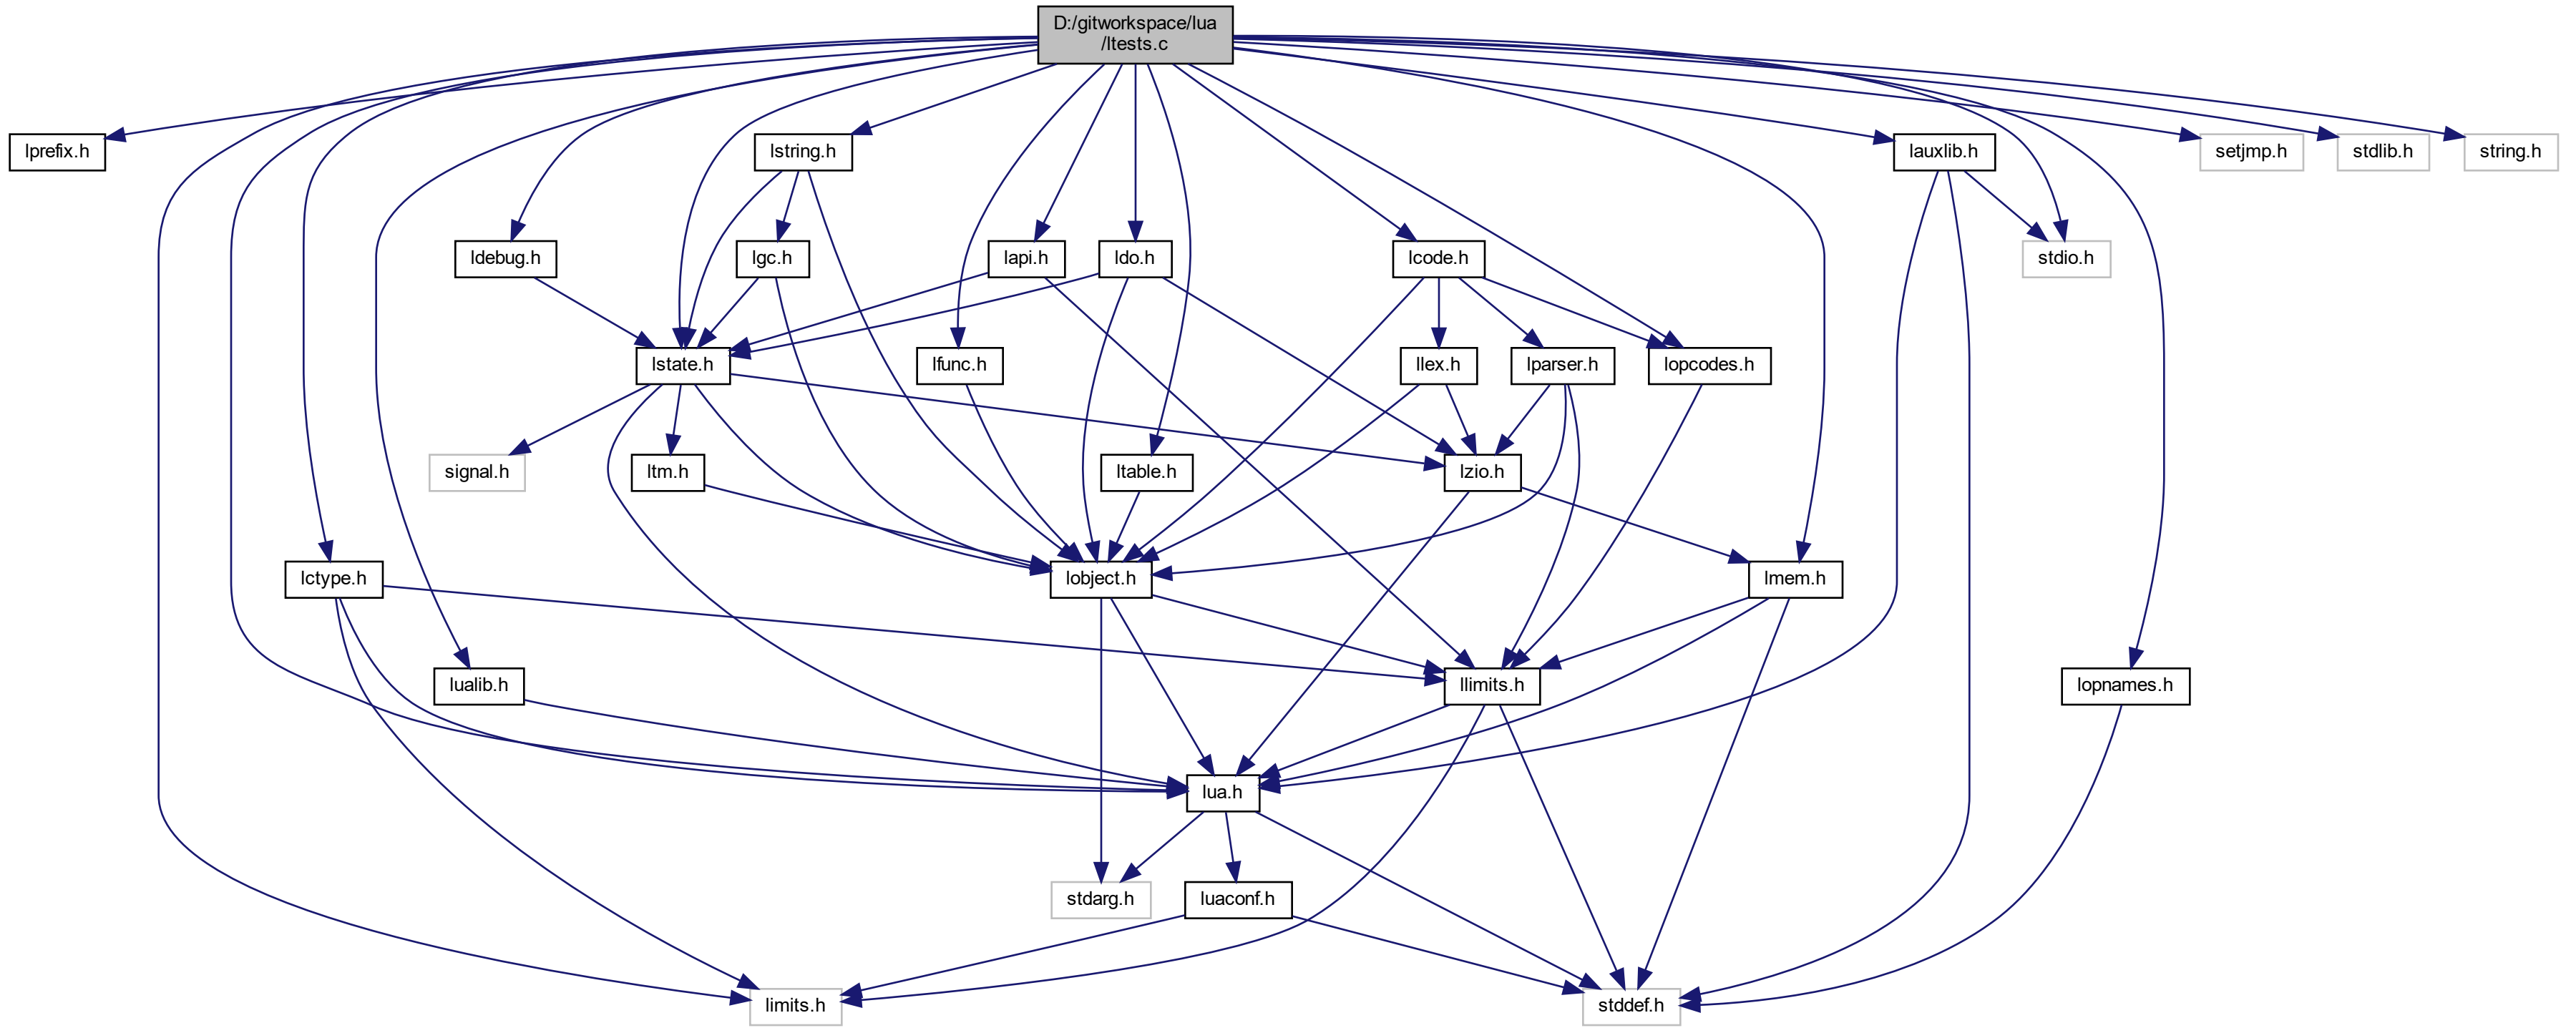 D:/gitworkspace/lua
/ltests.c
lprefix.h
lstring.h
lauxlib.h
setjmp.h
stdlib.h
string.h
ldebug.h
lgc.h
lapi.h
ldo.h
lcode.h
stdio.h
lstate.h
lfunc.h
llex.h
lparser.h
lopcodes.h
signal.h
ltm.h
ltable.h
lzio.h
lctype.h
lobject.h
lmem.h
lualib.h
llimits.h
lopnames.h
lua.h
stdarg.h
luaconf.h
limits.h
stddef.h